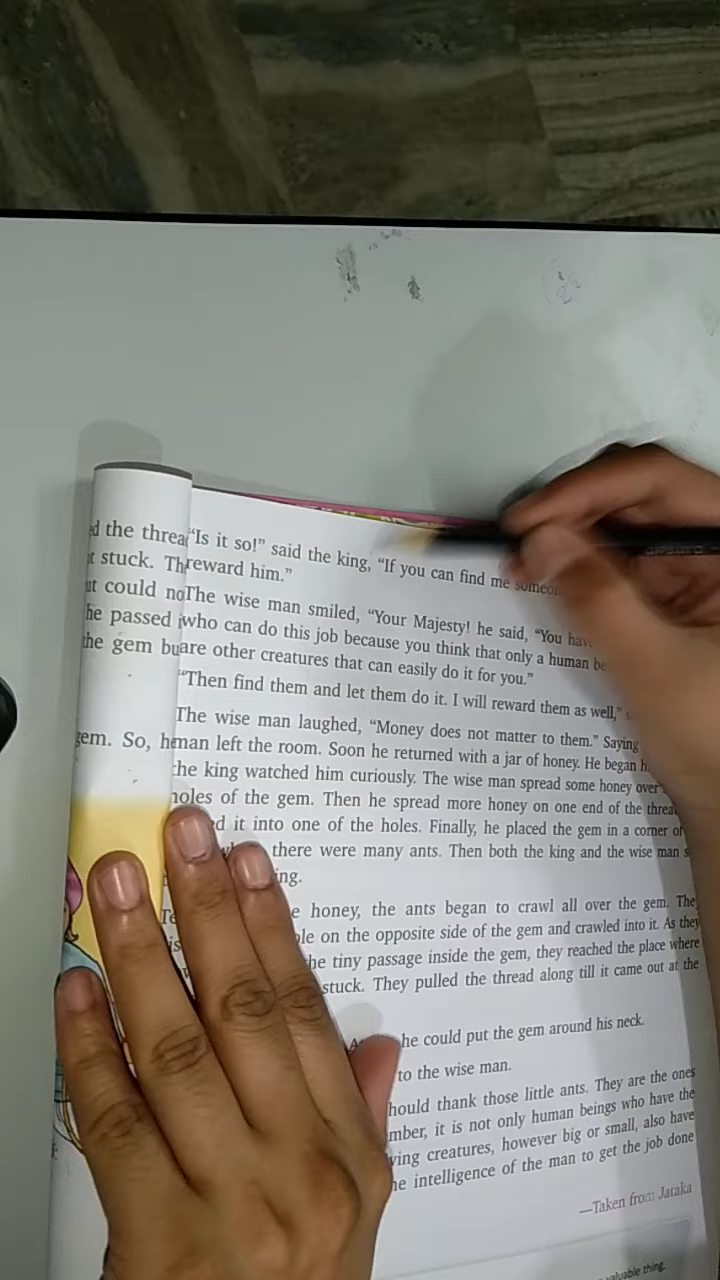 d the threa
stuck. Th
ut could no
he passed i
the gem bu
gem. So, h
"Is it so!" said the king, "If you can find me someon
reward him."
The wise man smiled, "Your Majesty! he said, "You hav
who can do this job because you think that only a human be
are other creatures that can easily do it for you."
"Then find them and let them do it. I will reward them as well,"
The wise man laughed, "Money does not matter to them." Saying
man left the room. Soon he returned with a jar of honey. He began h
the king watched him curiously. The wise man spread some honey over
holes of the gem. Then he spread more honey on one end of the threa
d it into one of the holes. Finally, he placed the gem in a corner of
there were many ants. Then both the king and the wise man s
ing.
e honey, the ants began to crawl all over the gem. The
le on the opposite side of the gem and crawled into it. As they
he tiny passage inside the gem, they reached the place where
stuck. They pulled the thread along till it came out at the
he could put the gem around his neck.
to the wise man.
hould thank those little ants. They are the ones
mber, it is not only human beings who have the
ving creatures, however big or small, also have
he intelligence of the man to get the job done
—Taken from Jataka
valuable thing.